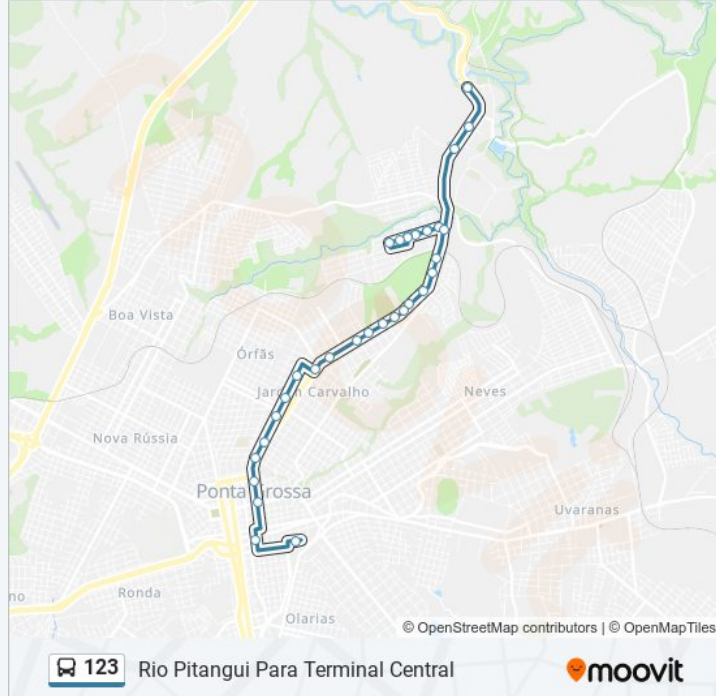 Boa Vista
Órfãs
Jardim Carvalho
Neves
Nova Rússia
Ponta Grossa
Uvaranas
no
Ronda
Olarias
© OpenStreetMap contributors | © OpenMapTiles
123 Rio Pitangui Para Terminal Central
moovit